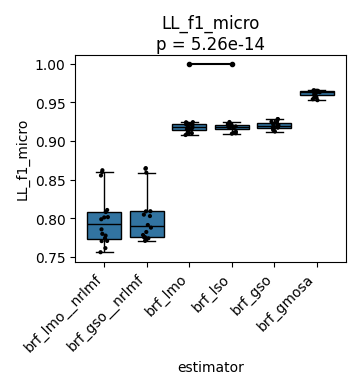 LL_f1_micro
p = 5.26e-14
LL_f1_micro
1.00
0.95
0.90
0.85
0.80
0.75
brf_lmo__nrlmf
brf_gso__nrlmf
brf_lmo
brf_lso
brf_gso
brf_gmosa
estimator